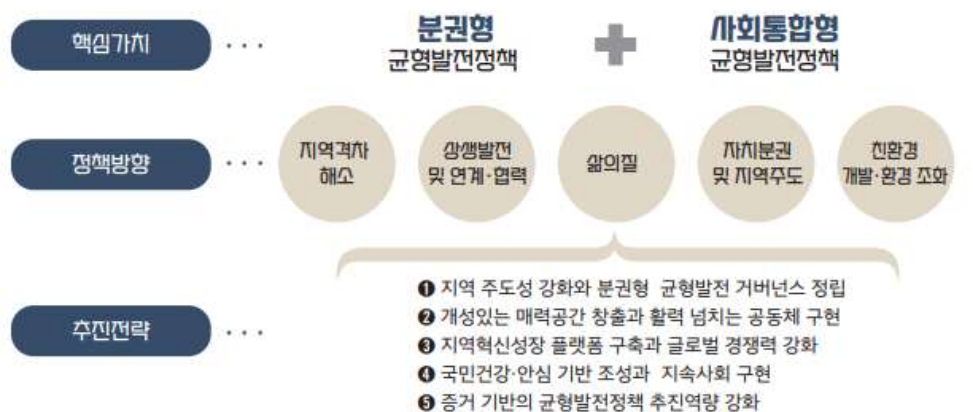 핵심가치 · · ·
분권형
균형발전정책
사회통합형
균형발전정책
정책방향 · · ·
지역격차
해소
상생발전
및 연계·협력
삶의질
자치분권
및 지역주도
친환경
개발·환경 조화
추진전략 · · ·
❶ 지역 주도성 강화와 분권형 균형발전 거버넌스 정립
❷ 개성있는 매력공간 창출과 활력 넘치는 공동체 구현
❸ 지역혁신성장 플랫폼 구축과 글로벌 경쟁력 강화
❹ 국민건강·안심 기반 조성과 지속사회 구현
❺ 증거 기반의 균형발전정책 추진역량 강화